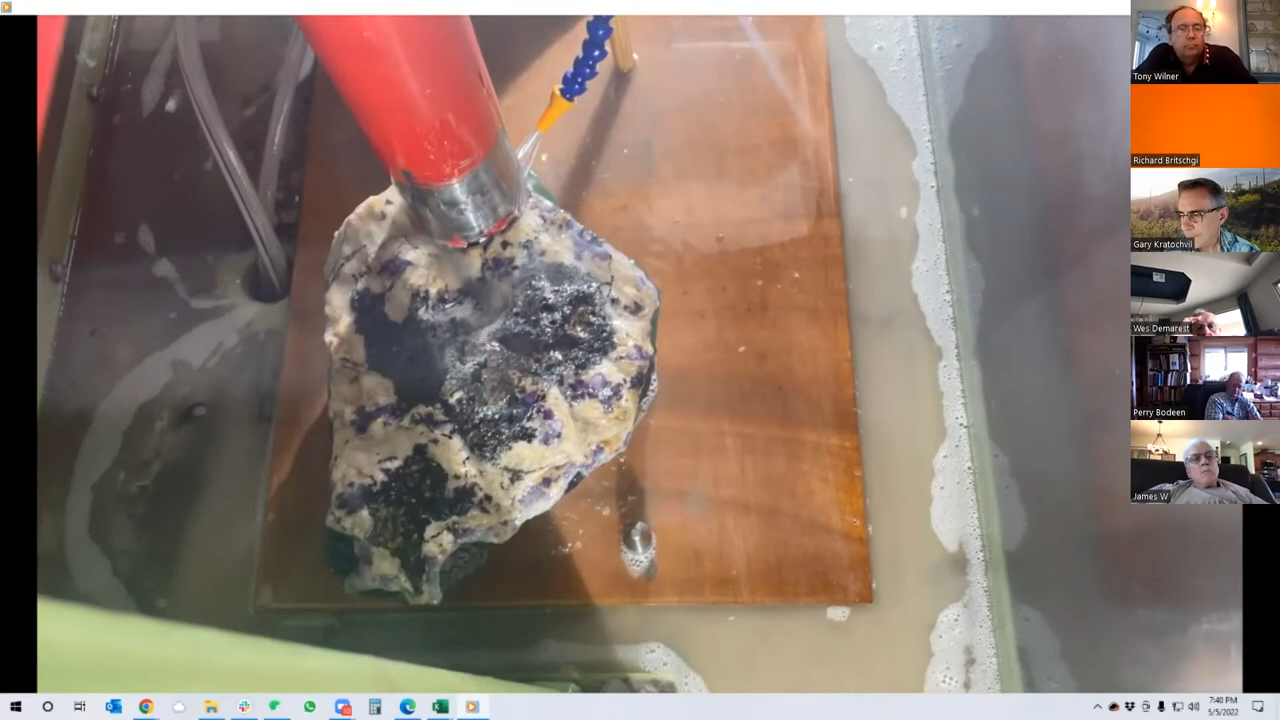 Tony Wilner
Richard Britschgi
Gary Kratochvil
Wes Demarest
Perry Bodeen
James W
7:40 PM
5/5/2022